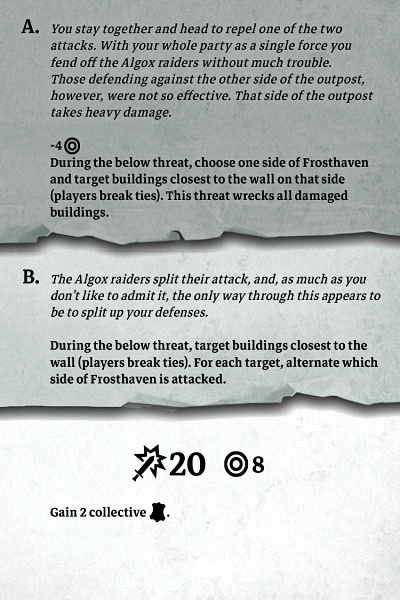 A. You stay together and head to repel one of the two
attacks. With your whole party as a single force you
fend off the Algox raiders without much trouble.
Those defending against the other side of the outpost,
however, were not so effective. That side of the outpost
takes heavy damage.
-4
During the below threat, choose one side of Frosthaven
and target buildings closest to the wall on that side
(players break ties). This threat wrecks all damaged
buildings.
B. The Algox raiders split their attack, and, as much as you
don't like to admit it, the only way through this appears to
be to split up your defenses.
During the below threat, target buildings closest to the
wall (players break ties). For each target, alternate which
side of Frosthaven is attacked.
20 8
Gain 2 collective .